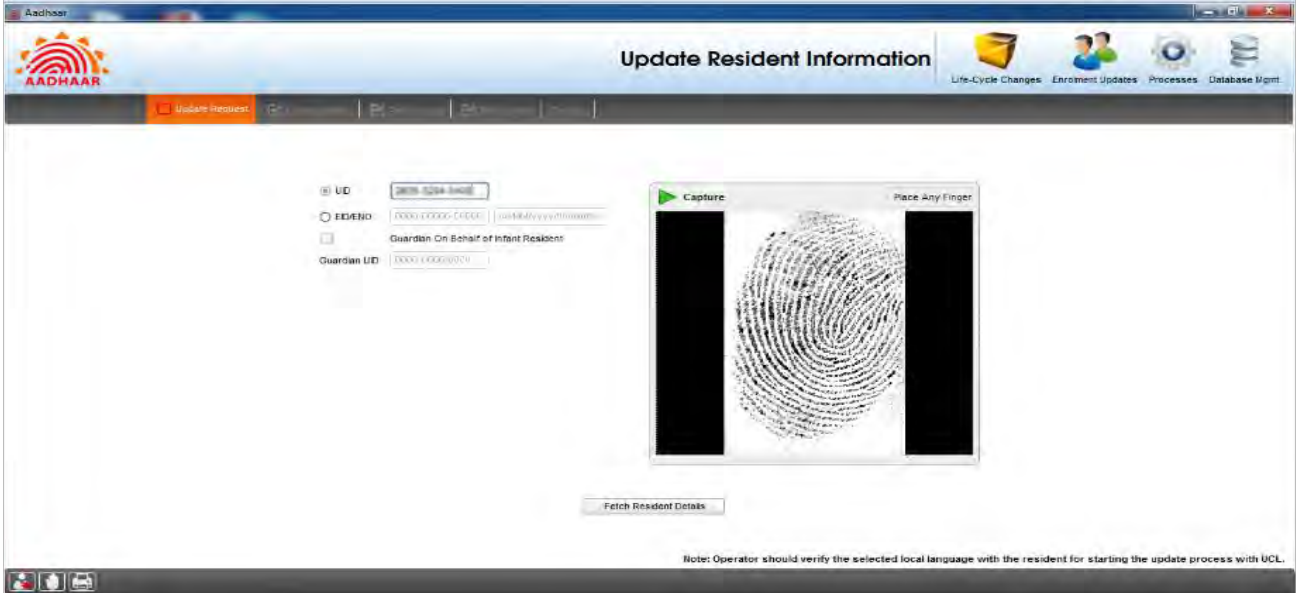 Aadhaar
AADHAAR
Update Resident Information
Life-Cycle Changes
Enrolment Updates
Processes
Database Mgmt
Update Request
UID
Capture
Place Any Finger
EID/ENO
Guardian On Behalf of Infant Resident
Guardian UID
Fetch Resident Details
Note: Operator should verify the selected local language with the resident for starting the update process with UCL.